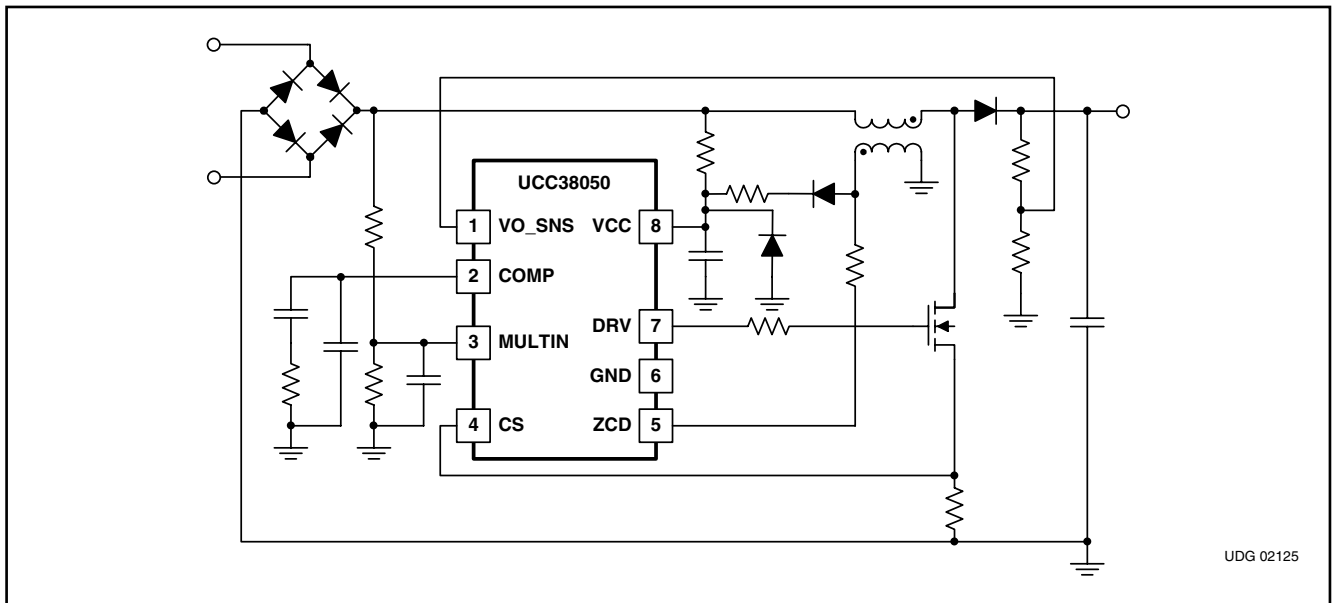 UCC38050
1 VO_SNS VCC 8
2 COMP
DRV 7
3 MULTIN
GND 6
4 CS ZCD 5
UDG 02125